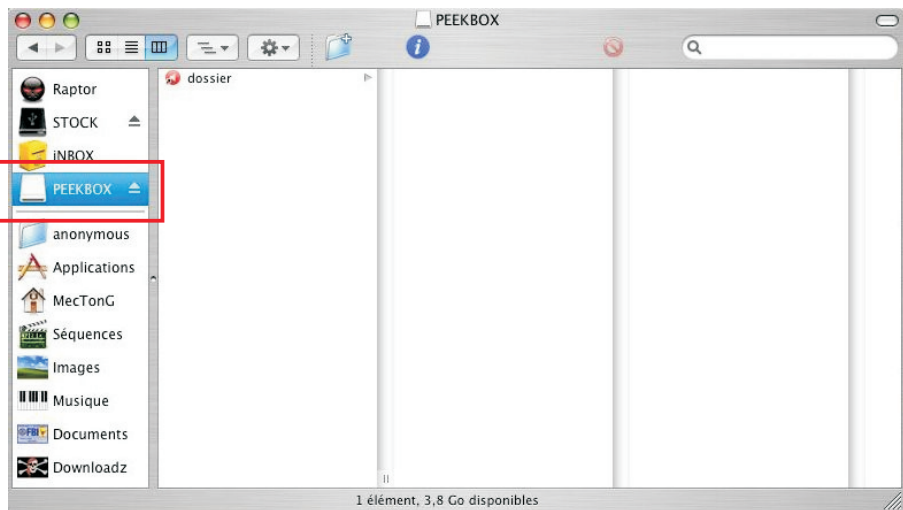 PEEKBOX
Raptor
dossier
STOCK
iNBOX
PEEKBOX
anonymous
Applications
MecTonG
Séquences
Images
Musique
FBI
Documents
Downloadz
1 élément, 3,8 Go disponibles